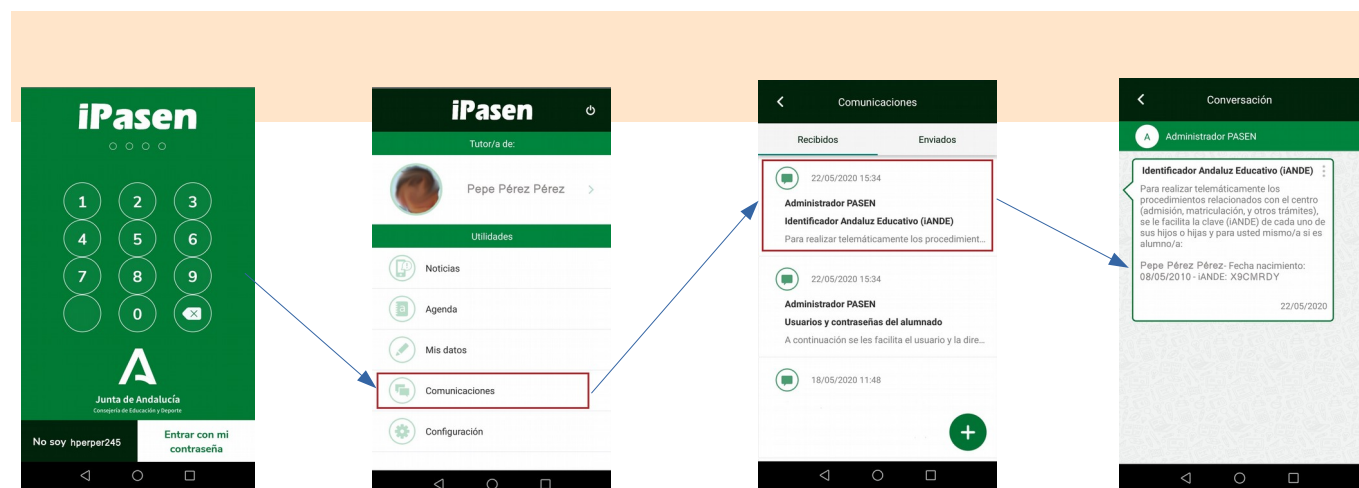 iPasen
1 2 3
4 5 6
7 8 9
0
Junta de Andalucía
Consejería de Educación y Deporte
No soy hperper245
Entrar con mi
contraseña
iPasen
Tutor/a de:
Pepe Pérez Pérez
Utilidades
Noticias
Agenda
Mis datos
Comunicaciones
Configuración
Comunicaciones
Recibidos Enviados
22/05/2020 15:34
Administrador PASEN
Identificador Andaluz Educativo (iANDE)
Para realizar telemáticamente los procedimient...
22/05/2020 15:34
Administrador PASEN
Usuarios y contraseñas del alumnado
A continuación se les facilita el usuario y la dire...
18/05/2020 11:48
Conversación
A Administrador PASEN
Identificador Andaluz Educativo (iANDE)
Para realizar telemáticamente los
procedimientos relacionados con el centro
(admisión, matriculación, y otros trámites),
se le facilita la clave (iANDE) de cada uno de
sus hijos o hijas y para usted mismo/a si es
alumno/a:
Pepe Pérez Pérez- Fecha nacimiento:
08/05/2010 - iANDE: X9CMRDY
22/05/2020